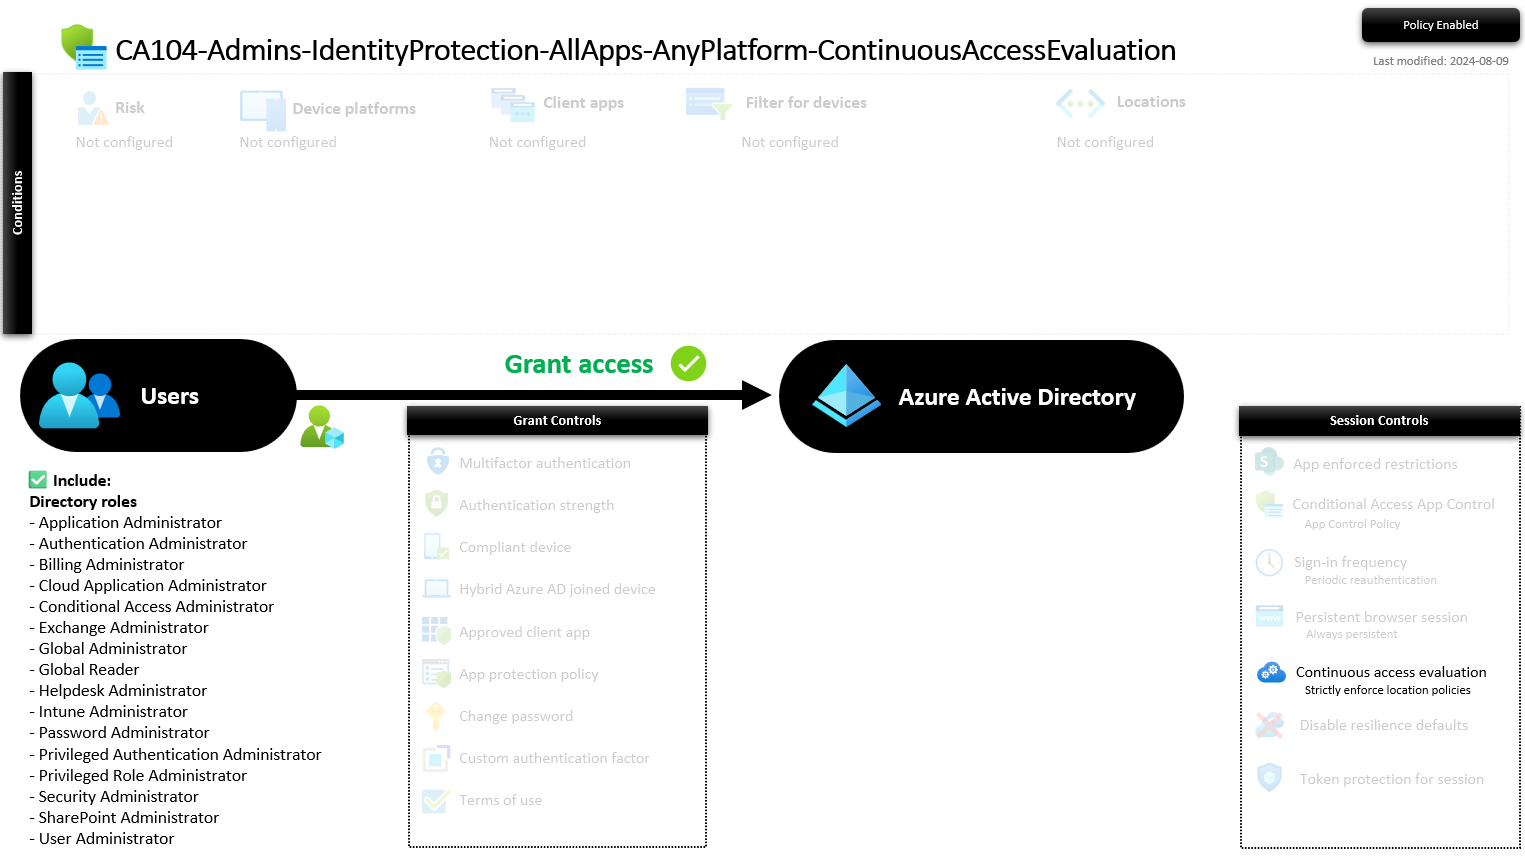 CA104-Admins-IdentityProtection-AllApps-AnyPlatform-ContinuousAccessEvaluation
Policy Enabled
Last modified: 2024-08-09
Conditions
Risk
Not configured
Device platforms
Not configured
Client apps
Not configured
Filter for devices
Not configured
Locations
Not configured
Users
Grant access
Azure Active Directory
Include:
Directory roles
- Application Administrator
- Authentication Administrator
- Billing Administrator
- Cloud Application Administrator
- Conditional Access Administrator
- Exchange Administrator
- Global Administrator
- Global Reader
- Helpdesk Administrator
- Intune Administrator
- Password Administrator
- Privileged Authentication Administrator
- Privileged Role Administrator
- Security Administrator
- SharePoint Administrator
- User Administrator
Grant Controls
Multifactor authentication
Authentication strength
Compliant device
Hybrid Azure AD joined device
Approved client app
App protection policy
Change password
Custom authentication factor
Terms of use
Session Controls
S
App enforced restrictions
Conditional Access App Control
App Control Policy
Sign-in frequency
Periodic reauthentication
www
Persistent browser session
Always persistent
Continuous access evaluation
Strictly enforce location policies
Disable resilience defaults
Token protection for session